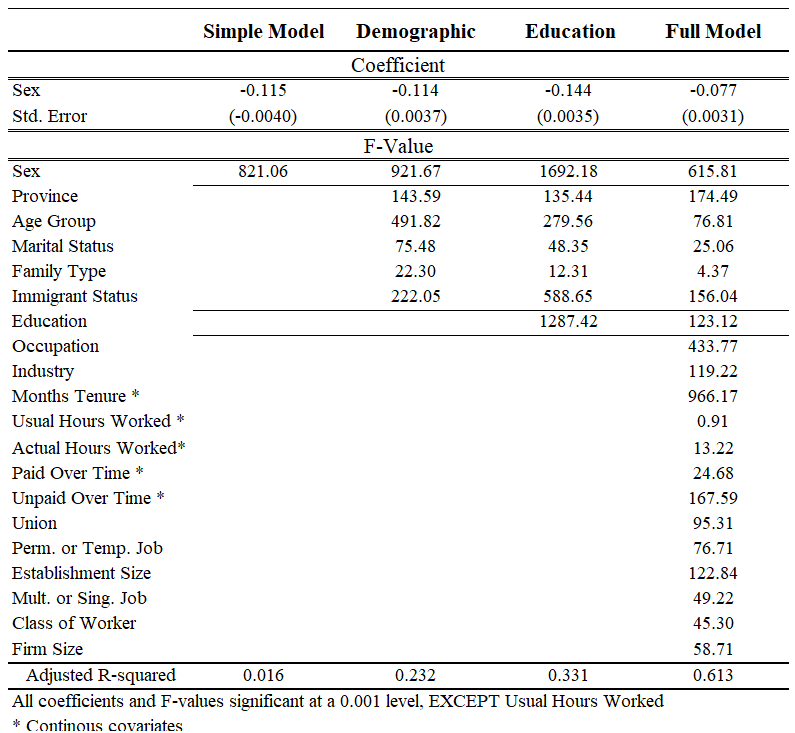 Simple Model Demographic Education Full Model
Coefficient
Sex -0.115 -0.114 -0.144 -0.077
Std. Error (-0.0040) (0.0037) (0.0035) (0.0031)
F-Value
Sex 821.06 921.67 1692.18 615.81
Province 143.59 135.44 174.49
Age Group 491.82 279.56 76.81
Marital Status 75.48 48.35 25.06
Family Type 22.30 12.31 4.37
Immigrant Status 222.05 588.65 156.04
Education 1287.42 123.12
Occupation 433.77
Industry 119.22
Months Tenure * 966.17
Usual Hours Worked * 0.91
Actual Hours Worked* 13.22
Paid Over Time * 24.68
Unpaid Over Time * 167.59
Union 95.31
Perm. or Temp. Job 76.71
Establishment Size 122.84
Mult. or Sing. Job 49.22
Class of Worker 45.30
Firm Size 58.71
Adjusted R-squared 0.016 0.232 0.331 0.613
All coefficients and F-values significant at a 0.001 level, EXCEPT Usual Hours Worked
* Continous covariates